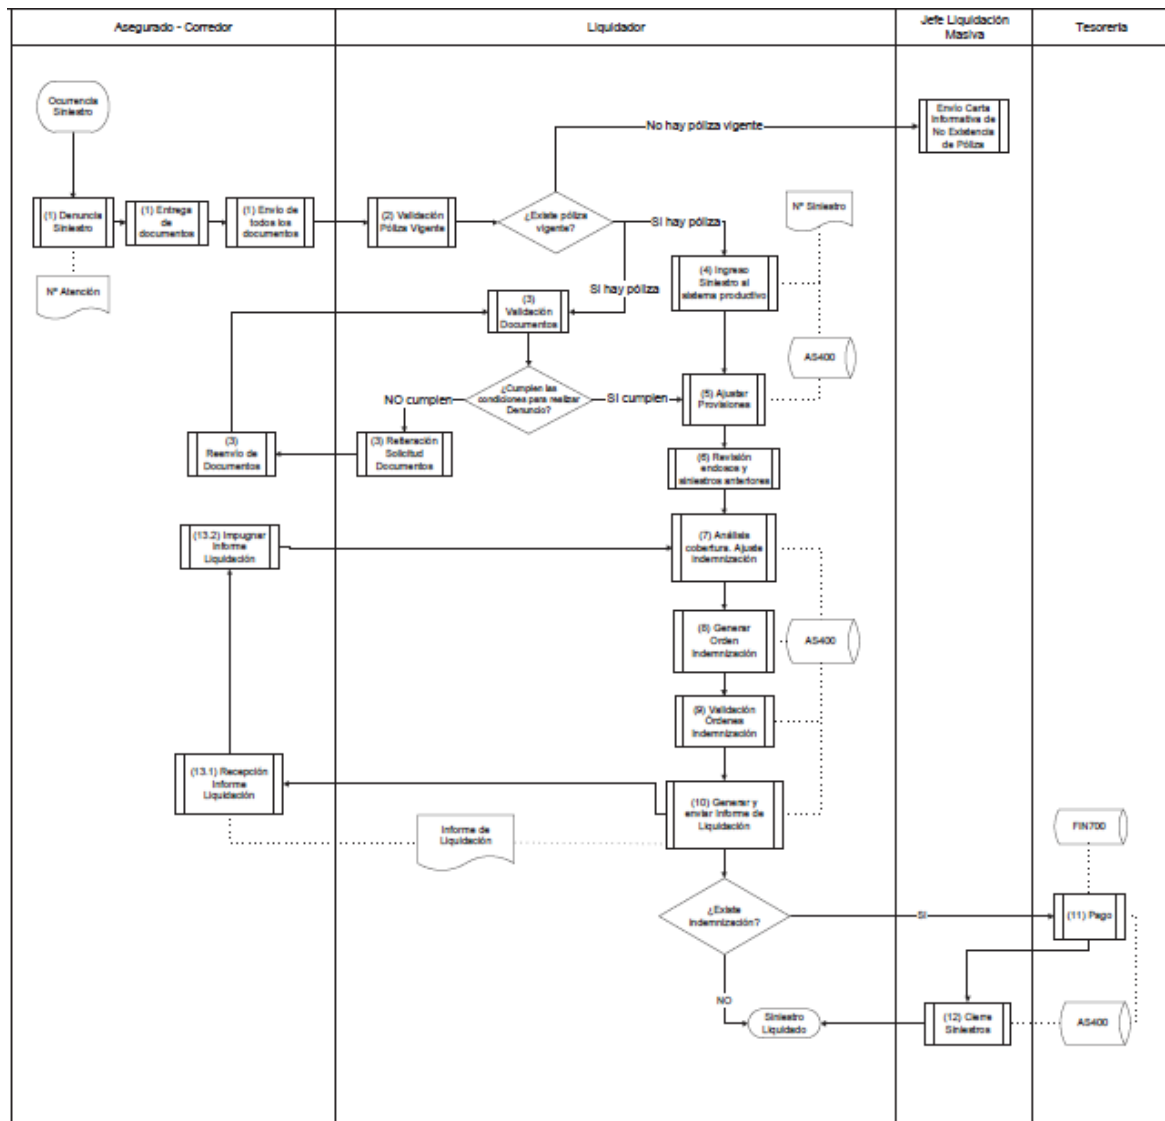 Asegurado - Corredor
Liquidador
Jefe Liquidación
Masiva
Tesorería
Ocurrencia
Siniestro
No hay póliza vigente
Envío Carta
Informativa de
No Existencia
de Póliza
(1) Denuncia
Siniestro
(1) Entrega
de
documentos
(1) Envío de
todos los
documentos
(2) Validación
Póliza Vigente
¿Existe póliza
vigente?
SI hay póliza
Nº Siniestro
Nº Atención
(4) Ingreso
Siniestro al
sistema productivo
SI hay póliza
(3)
Validación
Documentos
AS400
¿Cumplen las
condiciones para realizar
Denuncio?
NO cumplen
SI cumplen
(5) Ajustar
Provisiones
(3)
Reenvío de
Documentos
(3) Reiteración
Solicitud
Documentos
(6) Revisión
endosos y
siniestros anteriores
(13.2) Impugnar
Informe
Liquidación
(7) Análisis
cobertura. Ajuste
Indemnización
(8) Generar
Orden
Indemnización
AS400
(9) Validación
Órdenes
Indemnización
(13.1) Recepción
Informe
Liquidación
(10) Generar y
enviar Informe de
Liquidación
Informe de
Liquidación
FIN700
¿Existe
Indemnización?
SI
(11) Pago
NO
Siniestro
Liquidado
(12) Cierre
Siniestros
AS400